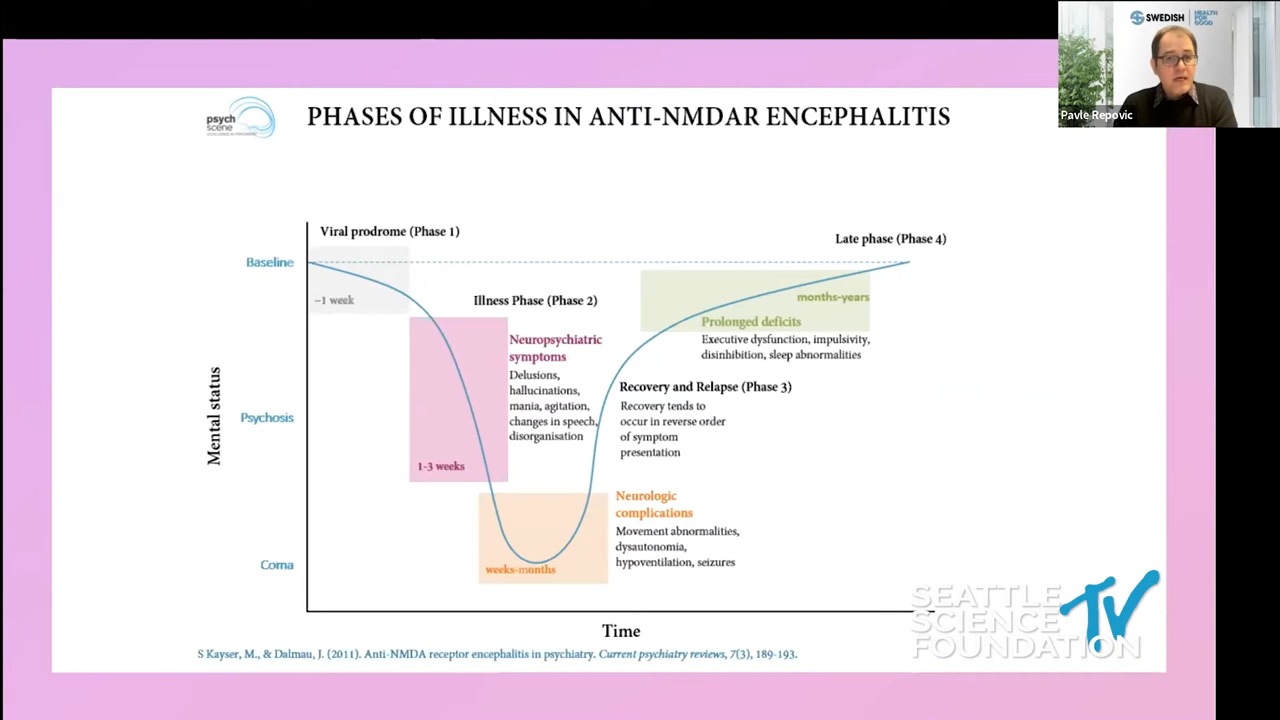 SWEDISH
HEALTH
FOR
GOOD
Pavle Repovic
psych
scene
PHASES OF ILLNESS IN ANTI-NMDAR ENCEPHALITIS
Viral prodrome (Phase 1)
Late phase (Phase 4)
Baseline
~1 week
months-years
Illness Phase (Phase 2)
Prolonged deficits
Executive dysfunction, impulsivity,
disinhibition, sleep abnormalities
Neuropsychiatric
symptoms
Delusions,
hallucinations,
mania, agitation,
changes in speech,
disorganisation
Mental status
Recovery and Relapse (Phase 3)
Recovery tends to
occur in reverse order
of symptom
presentation
Psychosis
1-3 weeks
Neurologic
complications
Movement abnormalities,
dysautonomia,
hypoventilation, seizures
Coma
weeks-months
Time
S Kayser, M., & Dalmau, J. (2011). Anti-NMDA receptor encephalitis in psychiatry. Current psychiatry reviews, 7(3), 189-193.
SEATTLE
SCIENCE
FOUNDATION
TV